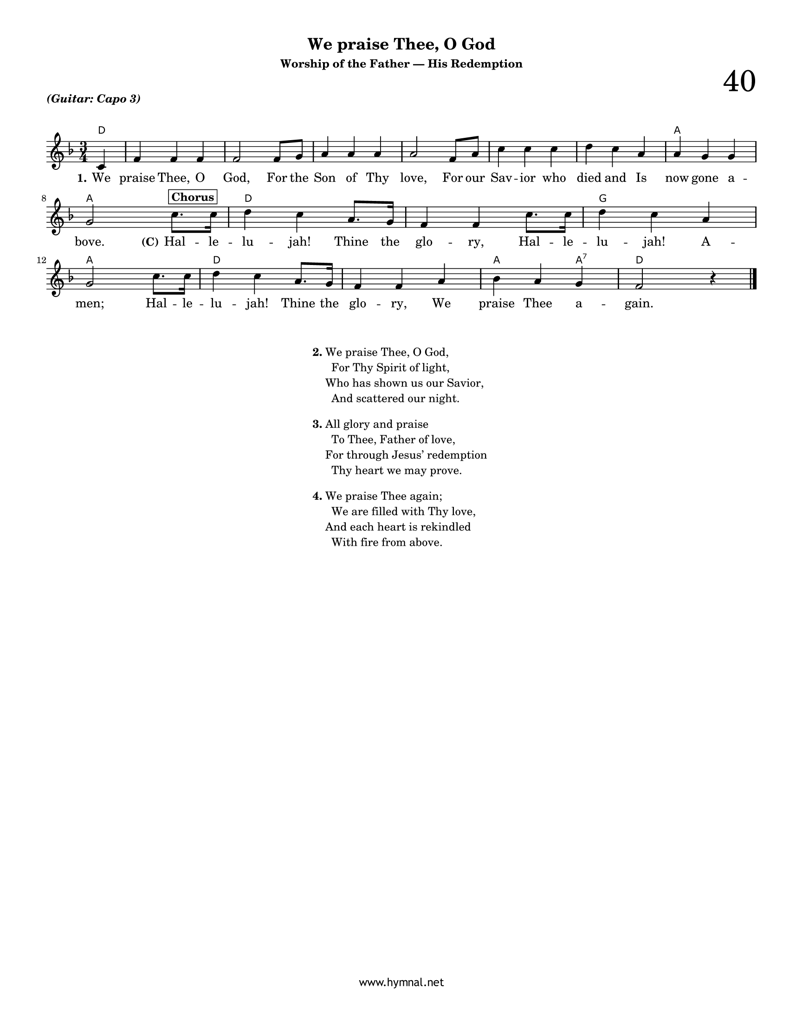 We praise Thee, O God
Worship of the Father — His Redemption
40
(Guitar: Capo 3)
D A
3
4
1. We praise Thee, O God, For the Son of Thy love, For our Sav - ior who died and Is now gone a -
8 A Chorus D G
bove. (C) Hal - le - lu - jah! Thine the glo - ry, Hal - le - lu - jah! A -
12 A D A A7 D
men; Hal - le - lu - jah! Thine the glo - ry, We praise Thee a - gain.
2. We praise Thee, O God,
For Thy Spirit of light,
Who has shown us our Savior,
And scattered our night.
3. All glory and praise
To Thee, Father of love,
For through Jesus’ redemption
Thy heart we may prove.
4. We praise Thee again;
We are filled with Thy love,
And each heart is rekindled
With fire from above.
www.hymnal.net